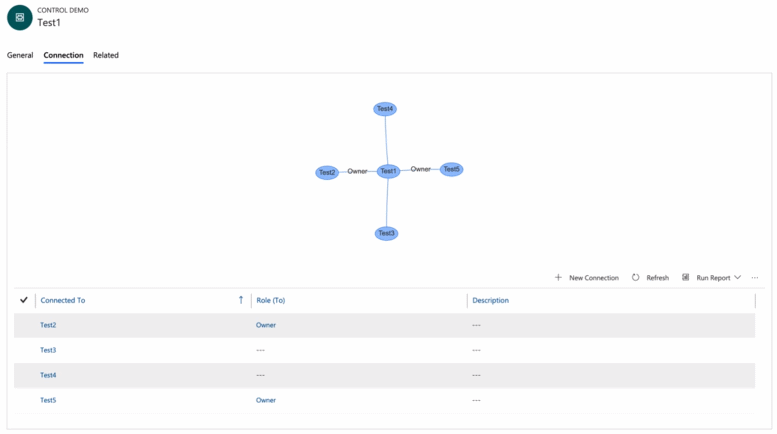 CONTROL DEMO
Test1
General Connection Related
Test4
Test2 Owner Test1 Owner Test5
Test3
New Connection Refresh Run Report ...
Connected To Role (To) Description
Test2 Owner ---
Test3 --- ---
Test4 --- ---
Test5 Owner ---